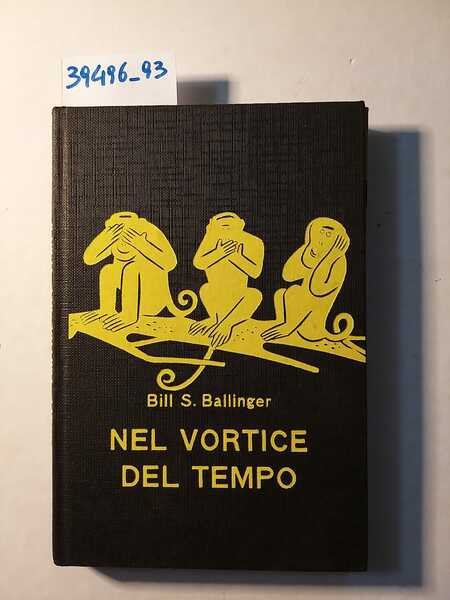 39496_93
Bill S. Ballinger
NEL VORTICE
DEL TEMPO